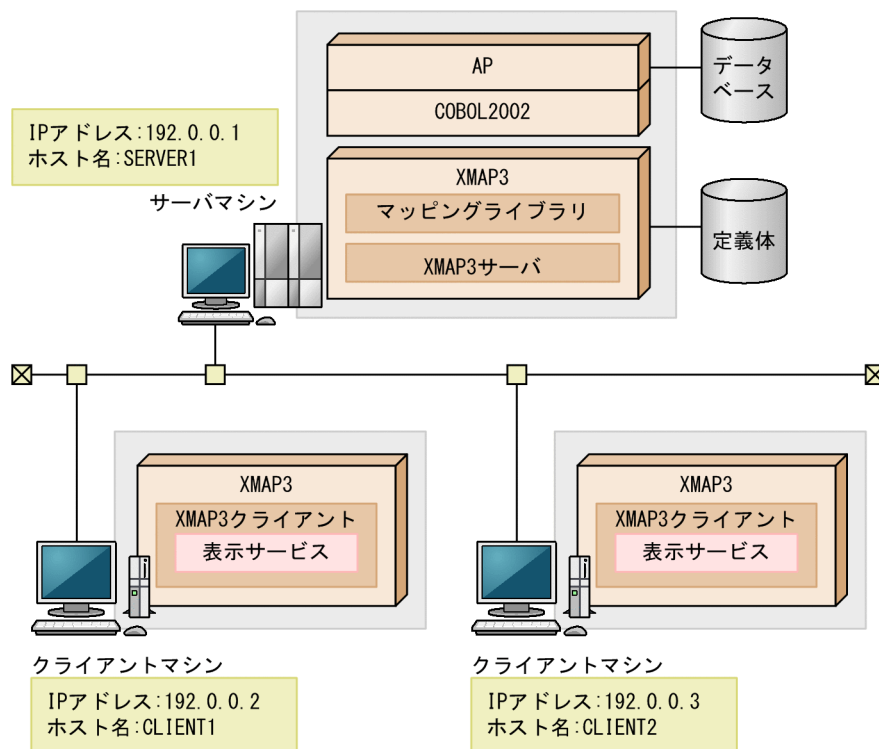 AP
COBOL2002
データ
ベース
IPアドレス:192.0.0.1
ホスト名:SERVER1
サーバマシン
XMAP3
マッピングライブラリ
XMAP3サーバ
定義体
XMAP3
XMAP3クライアント
表示サービス
クライアントマシン
IPアドレス:192.0.0.2
ホスト名:CLIENT1
XMAP3
XMAP3クライアント
表示サービス
クライアントマシン
IPアドレス:192.0.0.3
ホスト名:CLIENT2